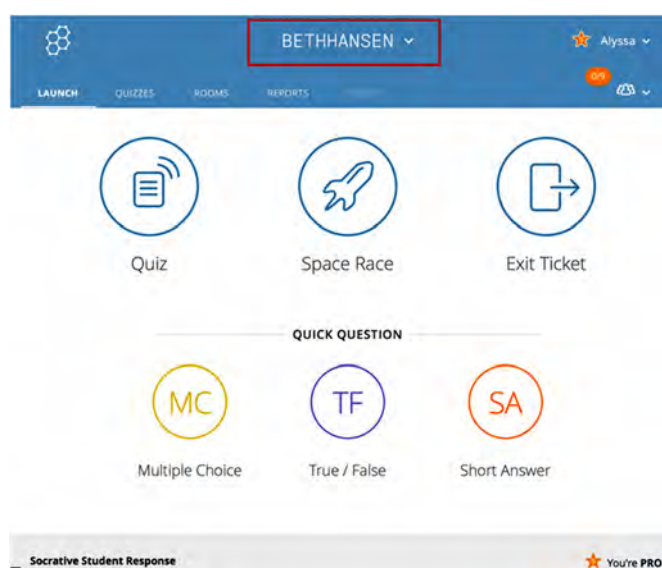 BETHHANSEN
Alyssa
0/9
LAUNCH QUIZZES ROOMS REPORTS
Quiz Space Race Exit Ticket
QUICK QUESTION
MC TF SA
Multiple Choice True / False Short Answer
Socrative Student Response You're PRO